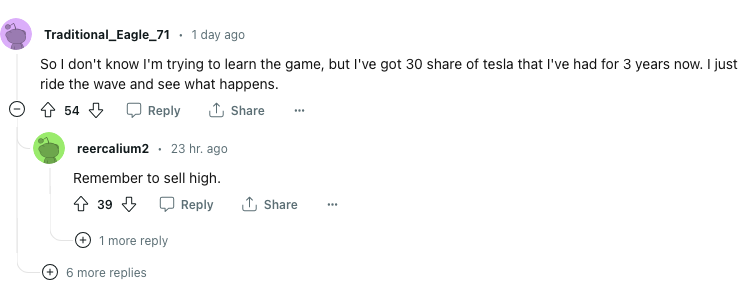 Traditional_Eagle_71 • 1 day ago
So I don't know I'm trying to learn the game, but I've got 30 share of tesla that I've had for 3 years now. I just
ride the wave and see what happens.
54 Reply Share ...
reercalium2 • 23 hr. ago
Remember to sell high.
39 Reply Share ...
1 more reply
6 more replies